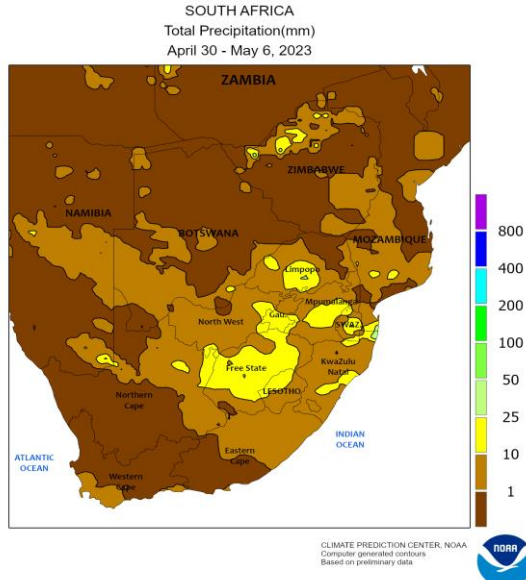 SOUTH AFRICA
Total Precipitation(mm)
April 30 - May 6, 2023
ZAMBIA
ZIMBABWE
NAMIBIA
BOTSWANA
MOZAMBIQUE
Limpopo
Mpumulanga
North West
Gau
SWAZ
Free State
KwaZulu
Natal
LESOTHO
Northern
Cape
Eastern
Cape
Western
Cape
ATLANTIC
OCEAN
INDIAN
OCEAN
800
400
200
100
50
25
10
1
CLIMATE PREDICTION CENTER, NOAA
Computer generated contours
Based on preliminary data
NOAA